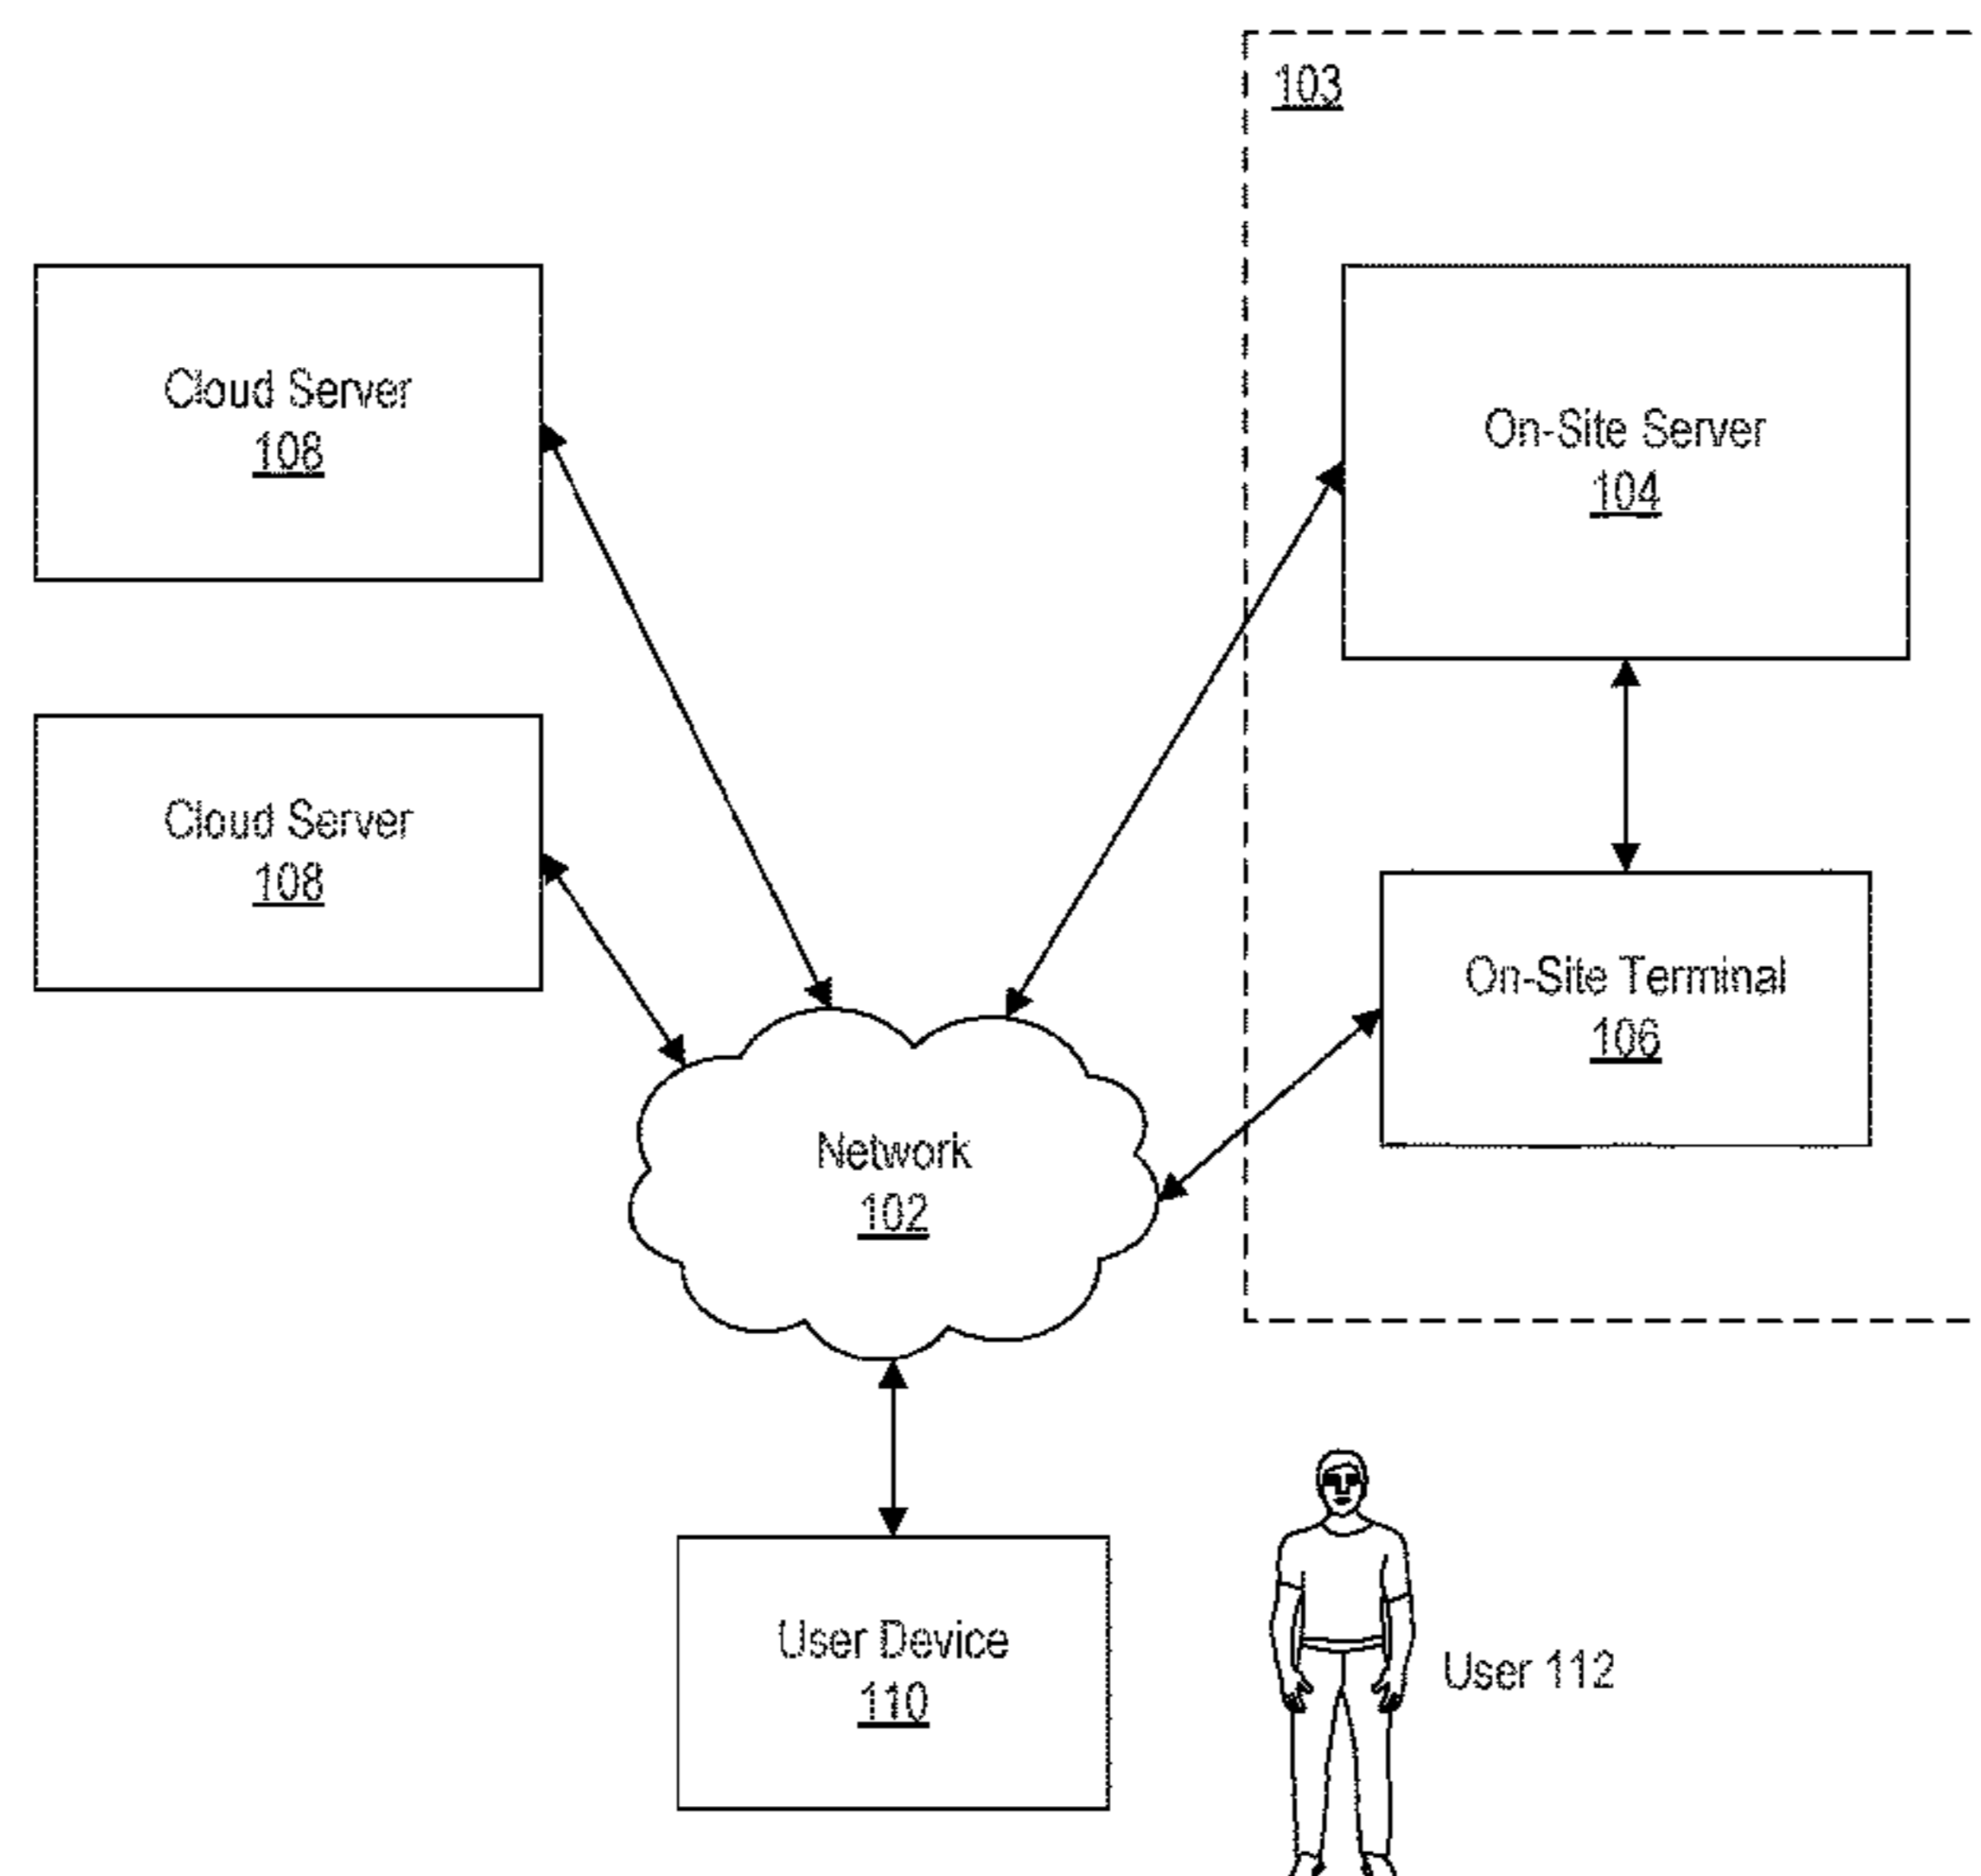 103
Cloud Server
108
On-Site Server
104
Cloud Server
108
On-Site Terminal
106
Network
102
User Device
110
User 112